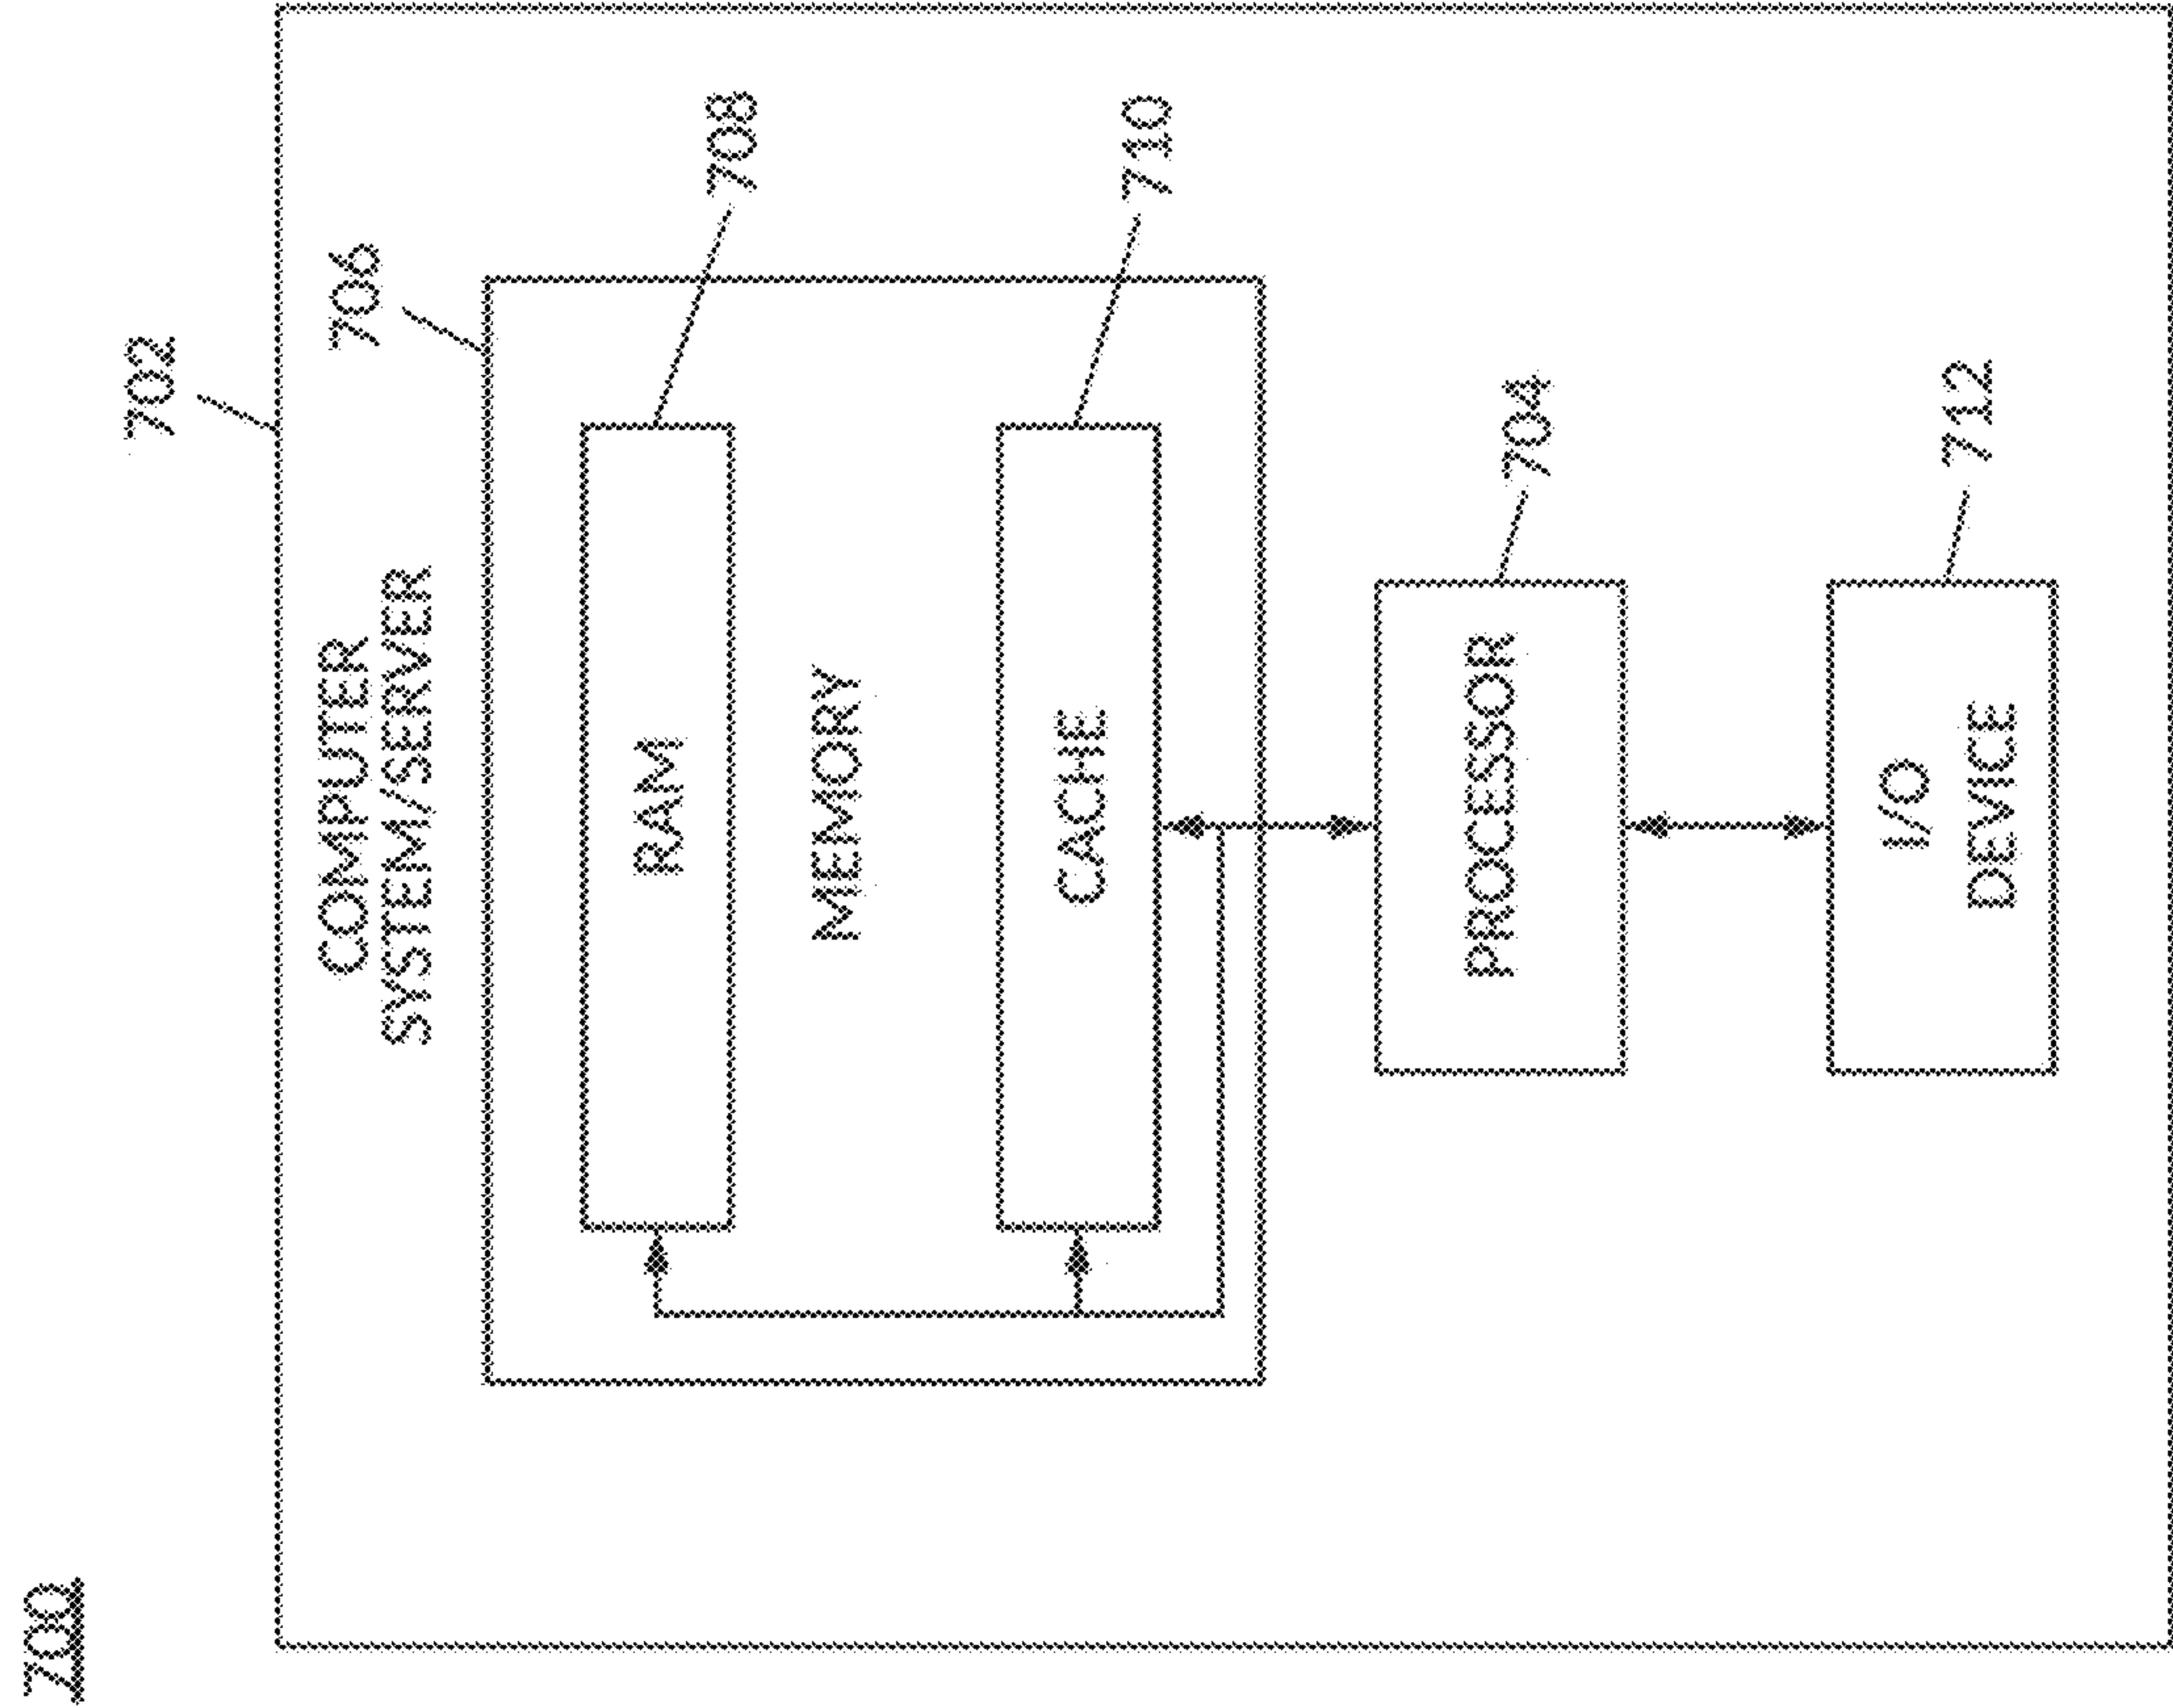 700
702
COMPUTER
SYSTEM/SERVER
706
RAM
708
MEMORY
CACHE
710
PROCESSOR
704
I/O
DEVICE
712